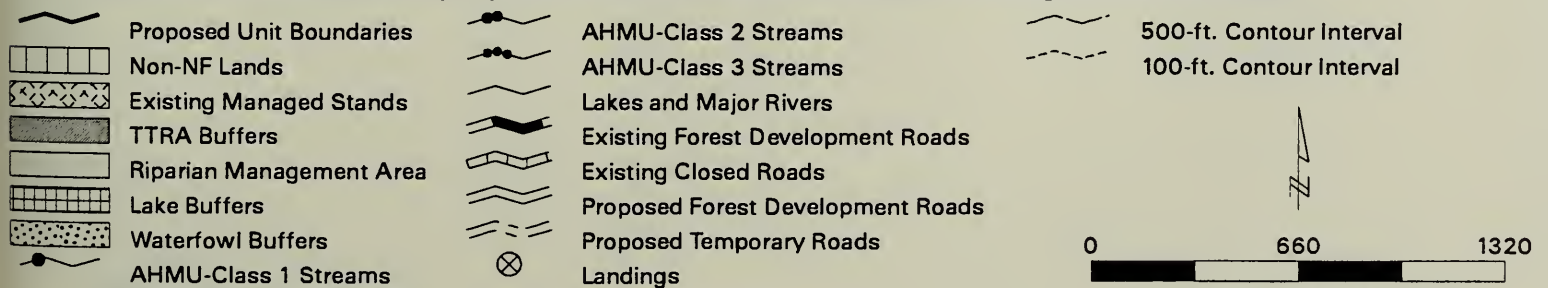 Proposed Unit Boundaries
Non-NF Lands
Existing Managed Stands
TTRA Buffers
Riparian Management Area
Lake Buffers
Waterfowl Buffers
AHMU-Class 1 Streams
AHMU-Class 2 Streams
AHMU-Class 3 Streams
Lakes and Major Rivers
Existing Forest Development Roads
Existing Closed Roads
Proposed Forest Development Roads
Proposed Temporary Roads
Landings
500-ft. Contour Interval
100-ft. Contour Interval
0 660 1320